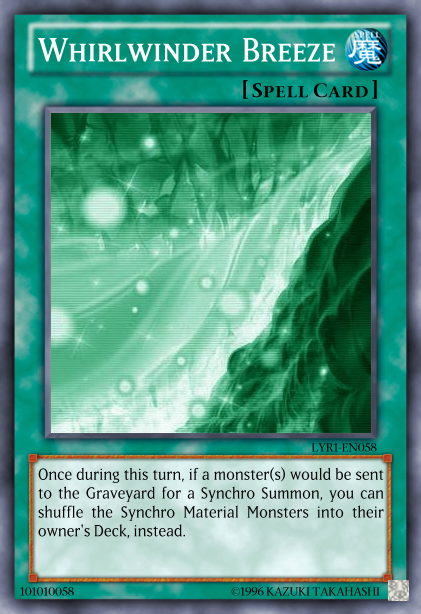 WHIRLWINDER BREEZE
SPELL
魔
[SPELL CARD]
LYR1-EN058
Once during this turn, if a monster(s) would be sent
to the Graveyard for a Synchro Summon, you can
shuffle the Synchro Material Monsters into their
owner's Deck, instead.
101010058
©1996 KAZUKI TAKAHASHI